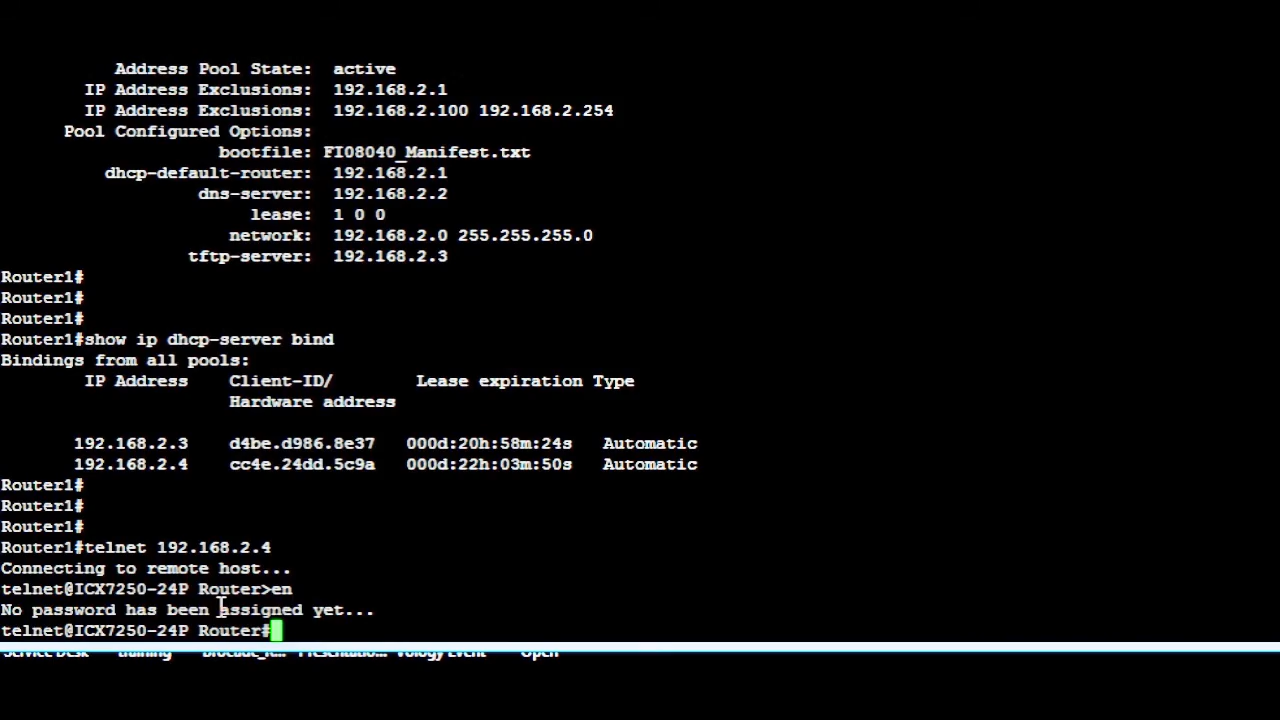 Address Pool State: active
IP Address Exclusions: 192.168.2.1
IP Address Exclusions: 192.168.2.100 192.168.2.254
Pool Configured Options:
bootfile: FI08040_Manifest.txt
dhcp-default-router: 192.168.2.1
dns-server: 192.168.2.2
lease: 1 0 0
network: 192.168.2.0 255.255.255.0
tftp-server: 192.168.2.3
Router1#
Router1#
Router1#
Router1#show ip dhcp-server bind
Bindings from all pools:
IP Address Client-ID/ Lease expiration Type
Hardware address
192.168.2.3 d4be.d986.8e37 000d:20h:58m:24s Automatic
192.168.2.4 cc4e.24dd.5c9a 000d:22h:03m:50s Automatic
Router1#
Router1#
Router1#
Router1#telnet 192.168.2.4
Connecting to remote host...
telnet@ICX7250-24P Router>en
No password has been assigned yet...
telnet@ICX7250-24P Router#
Service Desk Training Presentatio... Vology Event Open